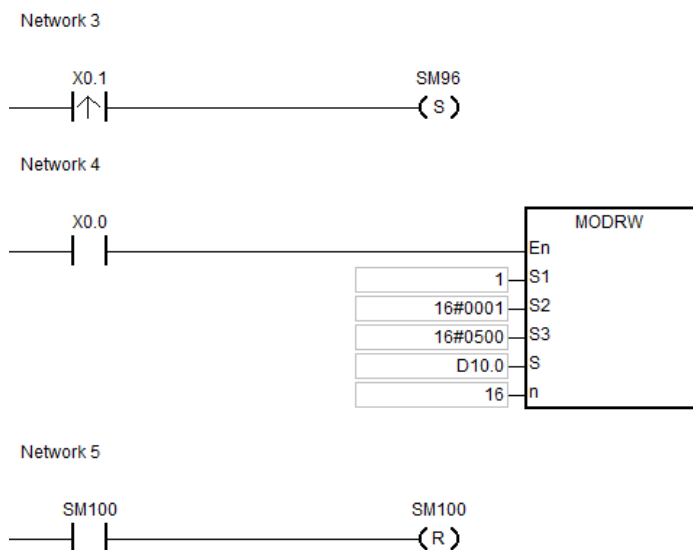 Network 3
X0.1 SM96
S
Network 4
X0.0 MODRW
En
1 S1
16#0001 S2
16#0500 S3
D10.0 S
16 n
Network 5
SM100 SM100
R